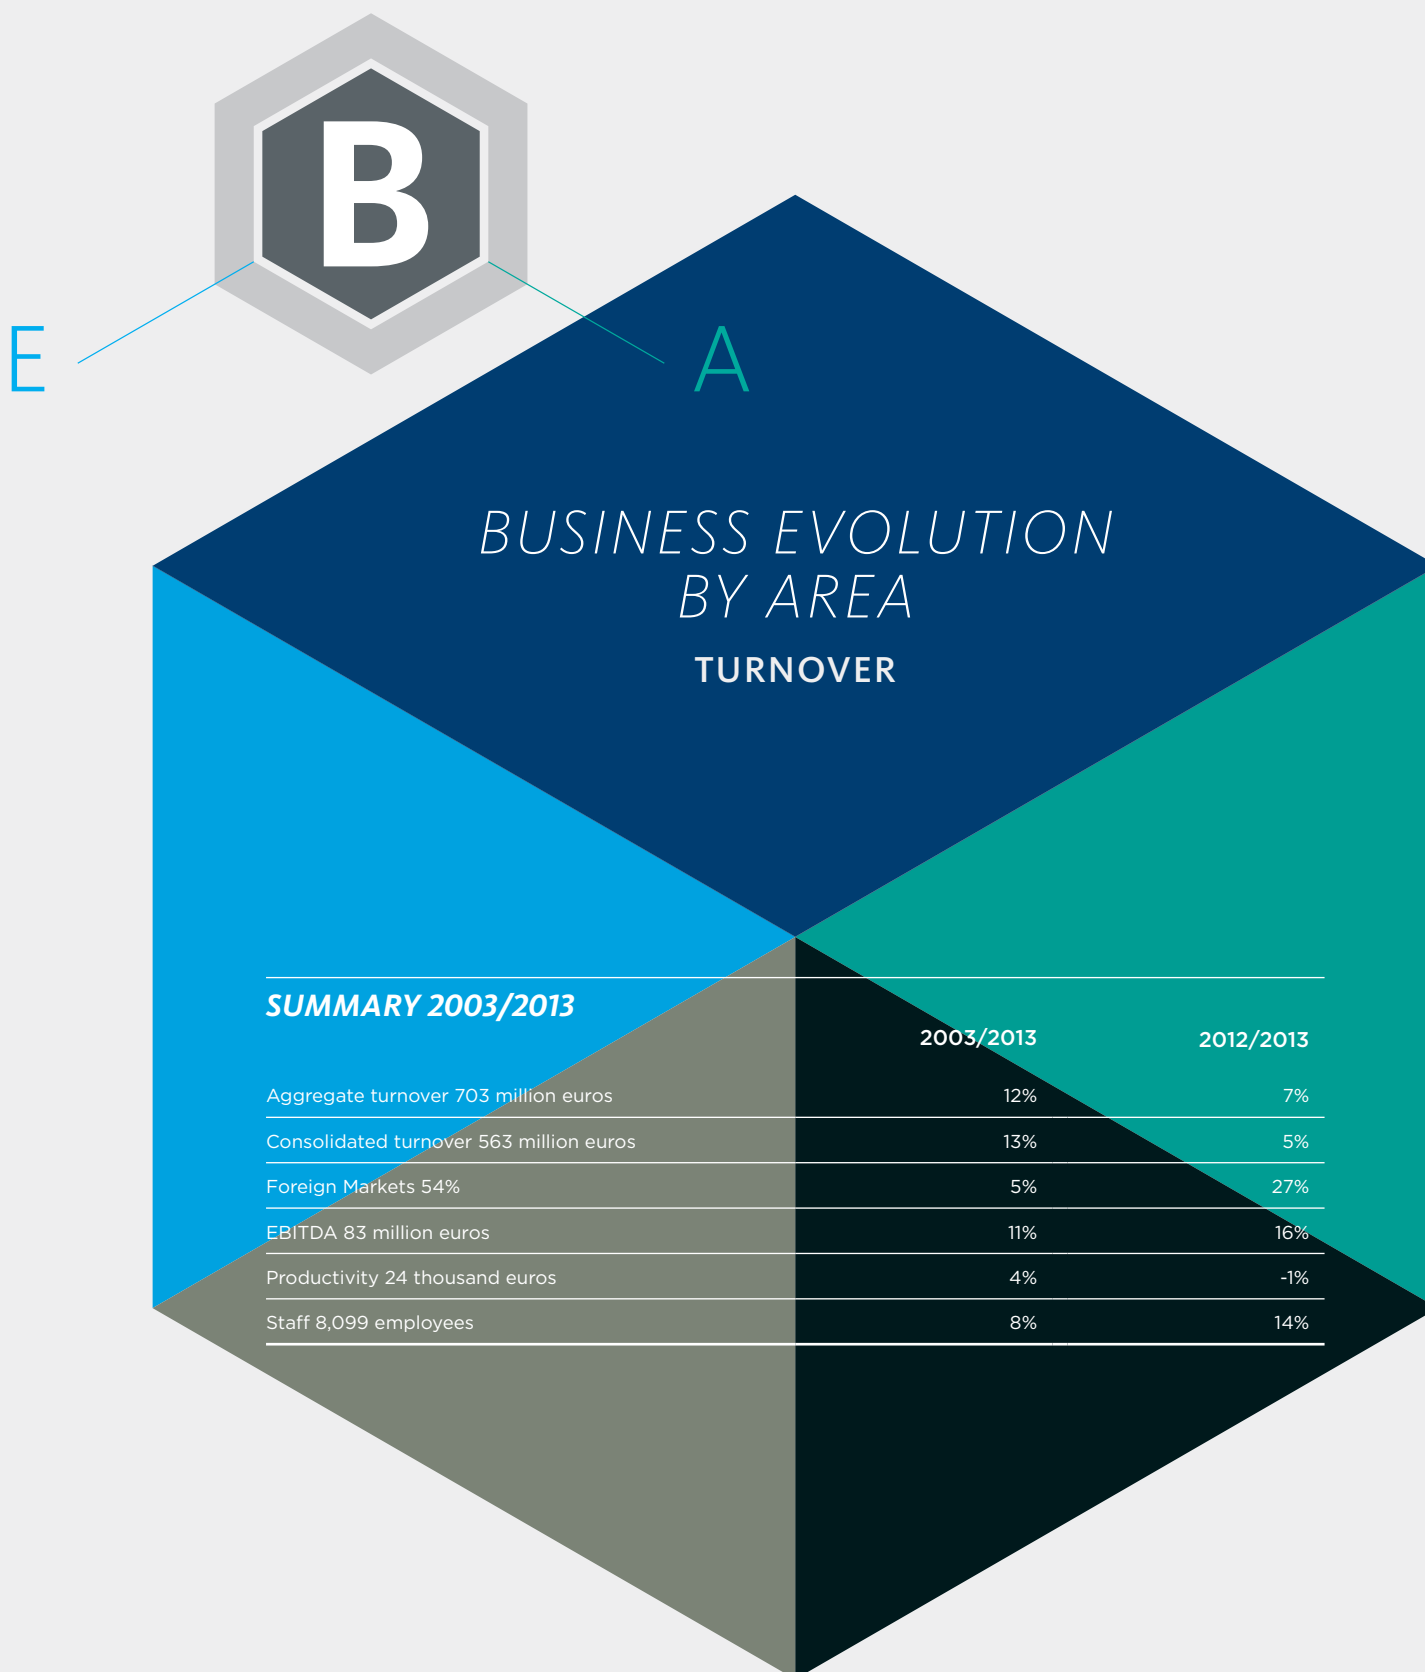 B
E
A
BUSINESS EVOLUTION
BY AREA
TURNOVER
SUMMARY 2003/2013
2003/2013 2012/2013
Aggregate turnover 703 million euros 12% 7%
Consolidated turnover 563 million euros 13% 5%
Foreign Markets 54% 5% 27%
EBITDA 83 million euros 11% 16%
Productivity 24 thousand euros 4% -1%
Staff 8,099 employees 8% 14%